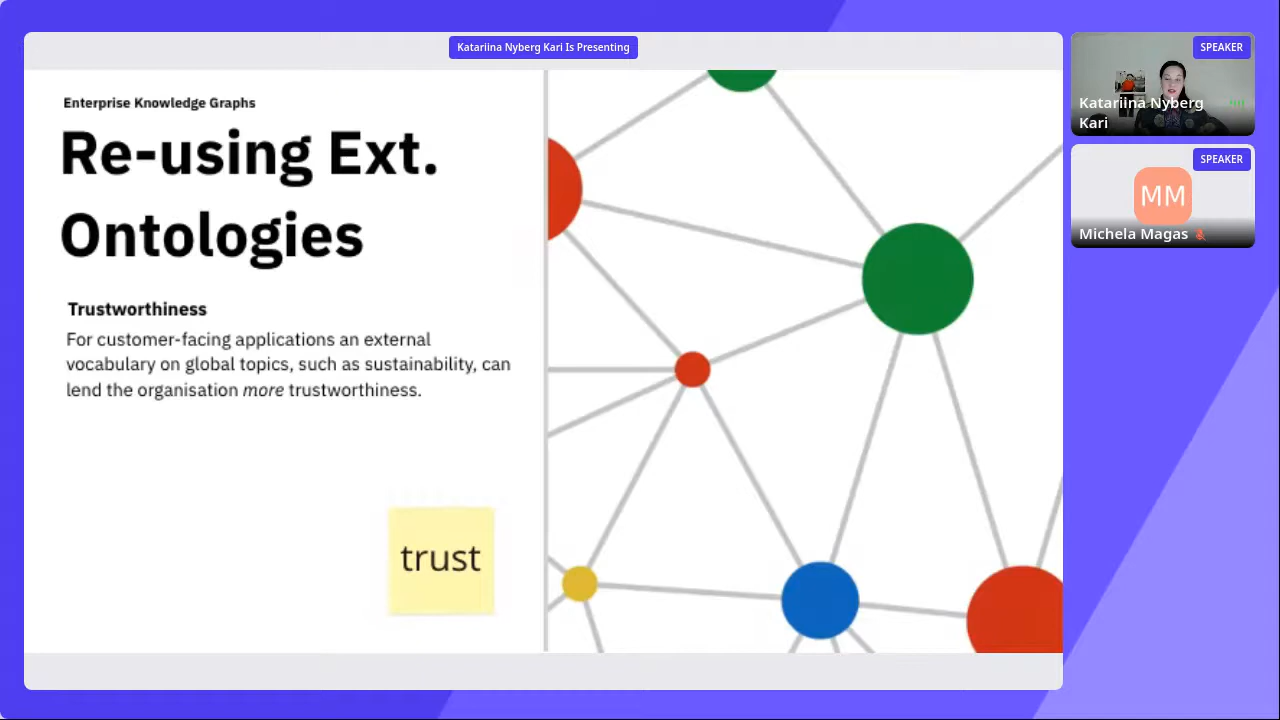 Katariina Nyberg Kari Is Presenting
Enterprise Knowledge Graphs
Re-using Ext.
Ontologies
Trustworthiness
For customer-facing applications an external
vocabulary on global topics, such as sustainability, can
lend the organisation more trustworthiness.
trust
SPEAKER
Katariina Nyberg
Kari
SPEAKER
MM
Michela Magas